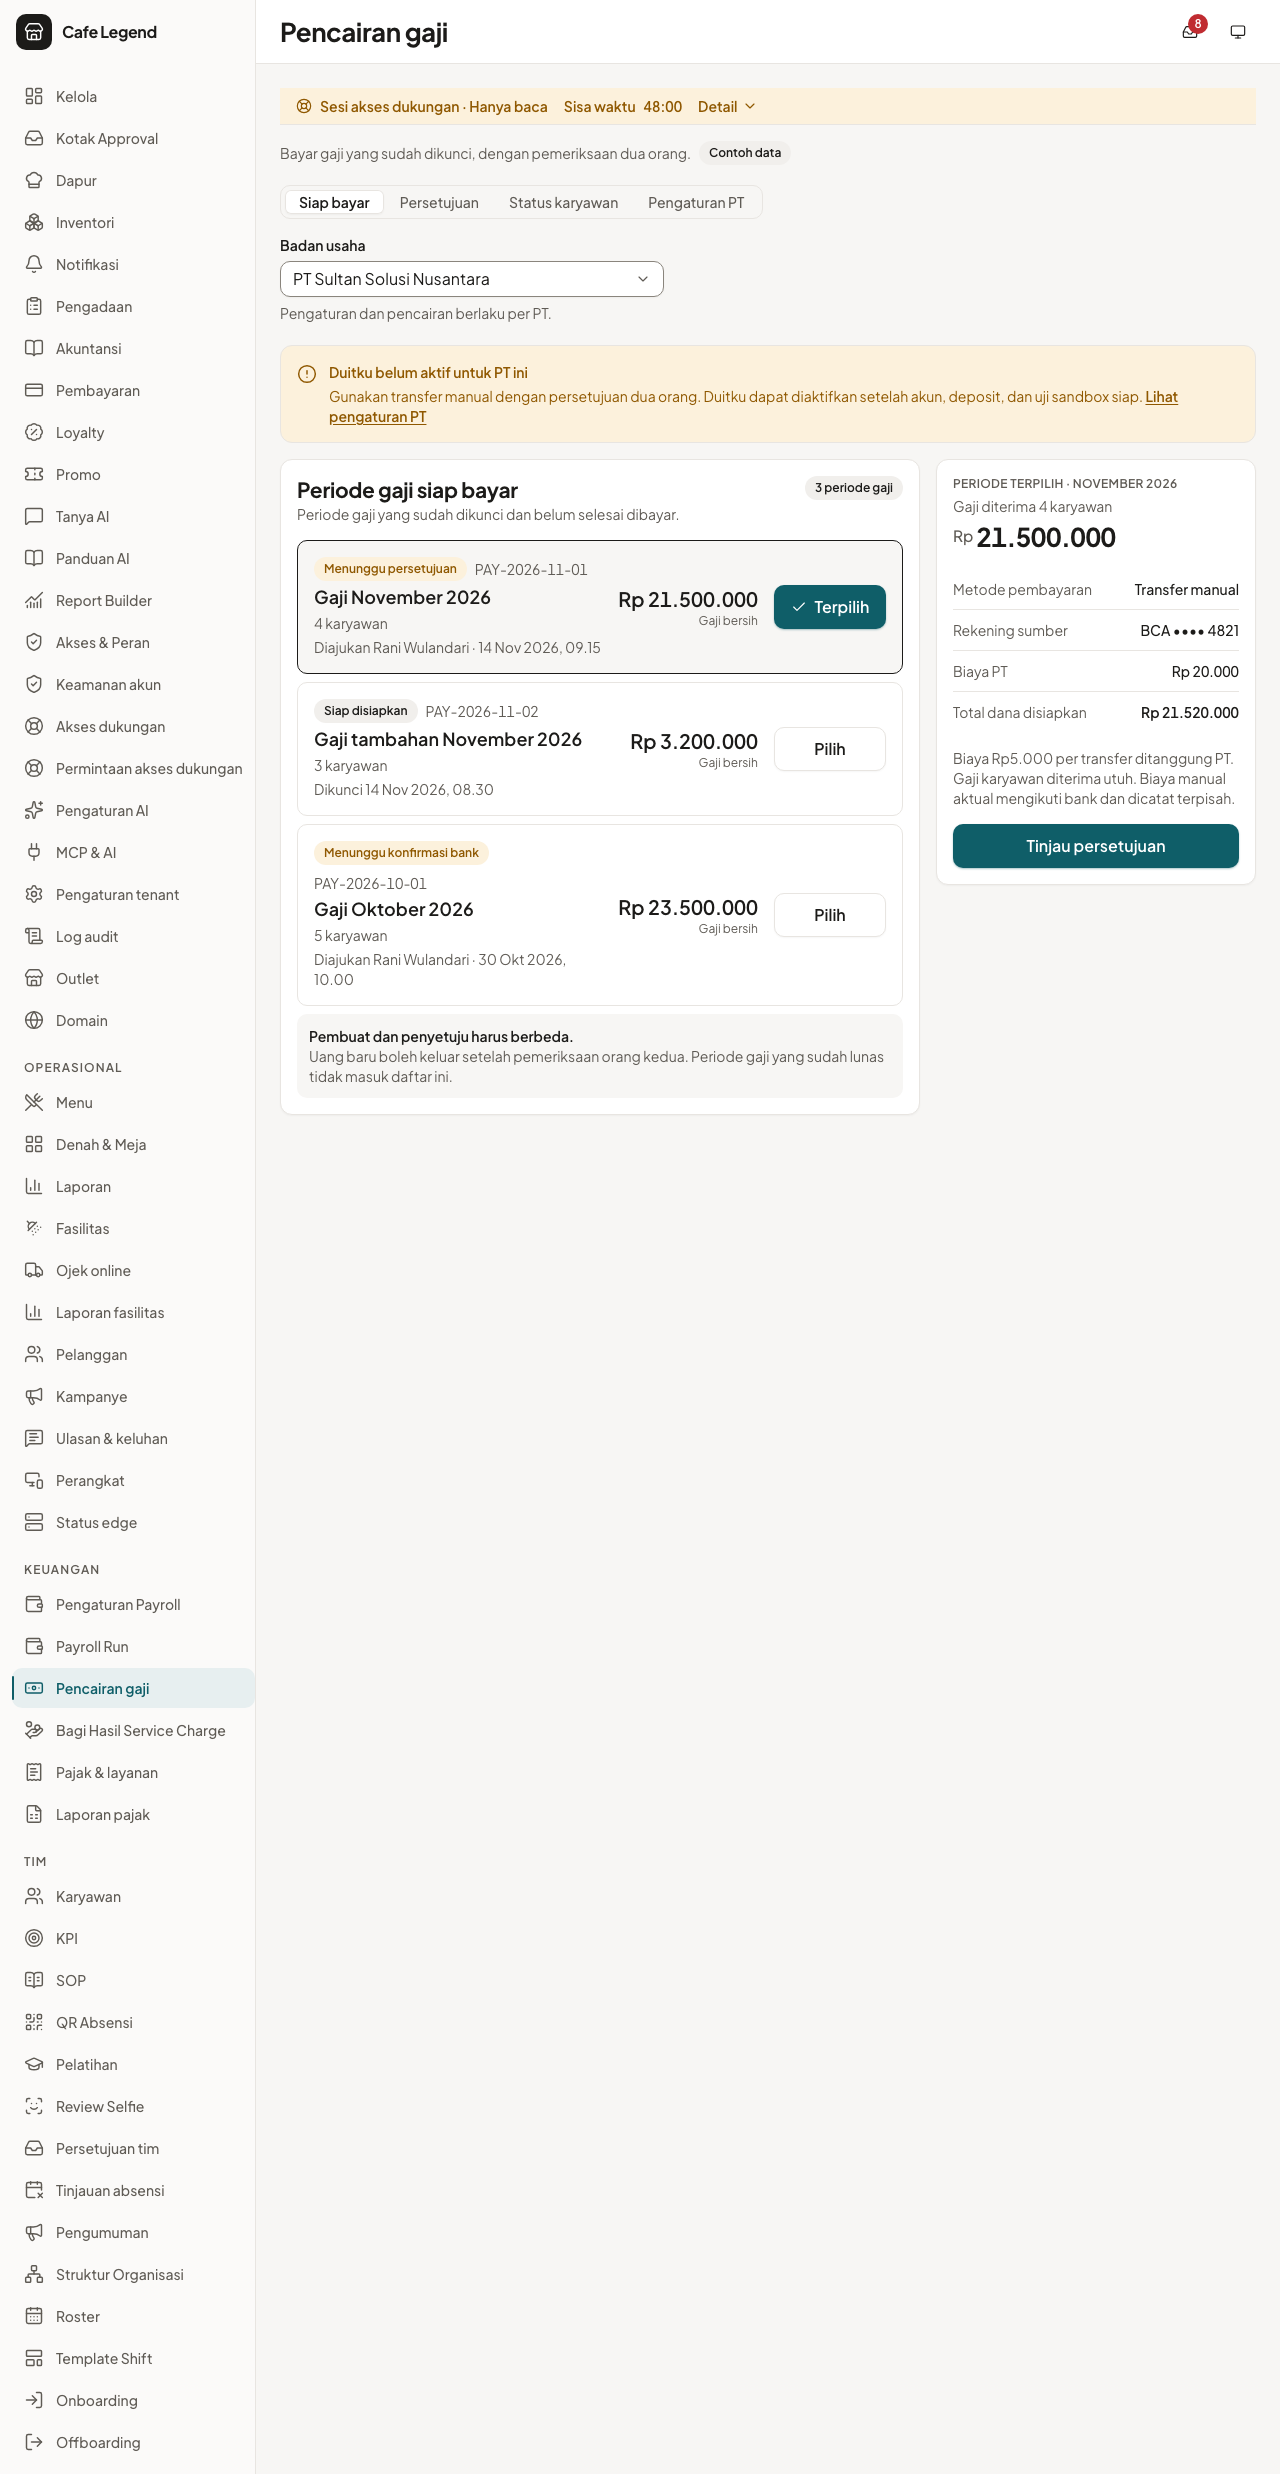 Cafe Legend
Kelola
Kotak Approval
Dapur
Inventori
Notifikasi
Pengadaan
Akuntansi
Pembayaran
Loyalty
Promo
Tanya AI
Panduan AI
Report Builder
Akses & Peran
Keamanan akun
Akses dukungan
Permintaan akses dukungan
Pengaturan AI
MCP & AI
Pengaturan tenant
Log audit
Outlet
Domain
OPERASIONAL
Menu
Denah & Meja
Laporan
Fasilitas
Ojek online
Laporan fasilitas
Pelanggan
Kampanye
Ulasan & keluhan
Perangkat
Status edge
KEUANGAN
Pengaturan Payroll
Payroll Run
Pencairan gaji
Bagi Hasil Service Charge
Pajak & layanan
Laporan pajak
TIM
Karyawan
KPI
SOP
QR Absensi
Pelatihan
Review Selfie
Persetujuan tim
Tinjauan absensi
Pengumuman
Struktur Organisasi
Roster
Template Shift
Onboarding
Offboarding
Pencairan gaji
8
Sesi akses dukungan · Hanya baca Sisa waktu 48:00 Detail
Bayar gaji yang sudah dikunci, dengan pemeriksaan dua orang. Contoh data
Siap bayar Persetujuan Status karyawan Pengaturan PT
Badan usaha
PT Sultan Solusi Nusantara
Pengaturan dan pencairan berlaku per PT.
Duitku belum aktif untuk PT ini
Gunakan transfer manual dengan persetujuan dua orang. Duitku dapat diaktifkan setelah akun, deposit, dan uji sandbox siap. Lihat
pengaturan PT
Periode gaji siap bayar
3 periode gaji
Periode gaji yang sudah dikunci dan belum selesai dibayar.
Menunggu persetujuan PAY-2026-11-01
Gaji November 2026
4 karyawan
Diajukan Rani Wulandari · 14 Nov 2026, 09.15
Rp 21.500.000
Gaji bersih
Terpilih
Siap disiapkan PAY-2026-11-02
Gaji tambahan November 2026
3 karyawan
Dikunci 14 Nov 2026, 08.30
Rp 3.200.000
Gaji bersih
Pilih
Menunggu konfirmasi bank
PAY-2026-10-01
Gaji Oktober 2026
5 karyawan
Diajukan Rani Wulandari · 30 Okt 2026,
10.00
Rp 23.500.000
Gaji bersih
Pilih
Pembuat dan penyetuju harus berbeda.
Uang baru boleh keluar setelah pemeriksaan orang kedua. Periode gaji yang sudah lunas
tidak masuk daftar ini.
PERIODE TERPILIH · NOVEMBER 2026
Gaji diterima 4 karyawan
Rp 21.500.000
Metode pembayaran Transfer manual
Rekening sumber BCA •••• 4821
Biaya PT Rp 20.000
Total dana disiapkan Rp 21.520.000
Biaya Rp5.000 per transfer ditanggung PT.
Gaji karyawan diterima utuh. Biaya manual
aktual mengikuti bank dan dicatat terpisah.
Tinjau persetujuan